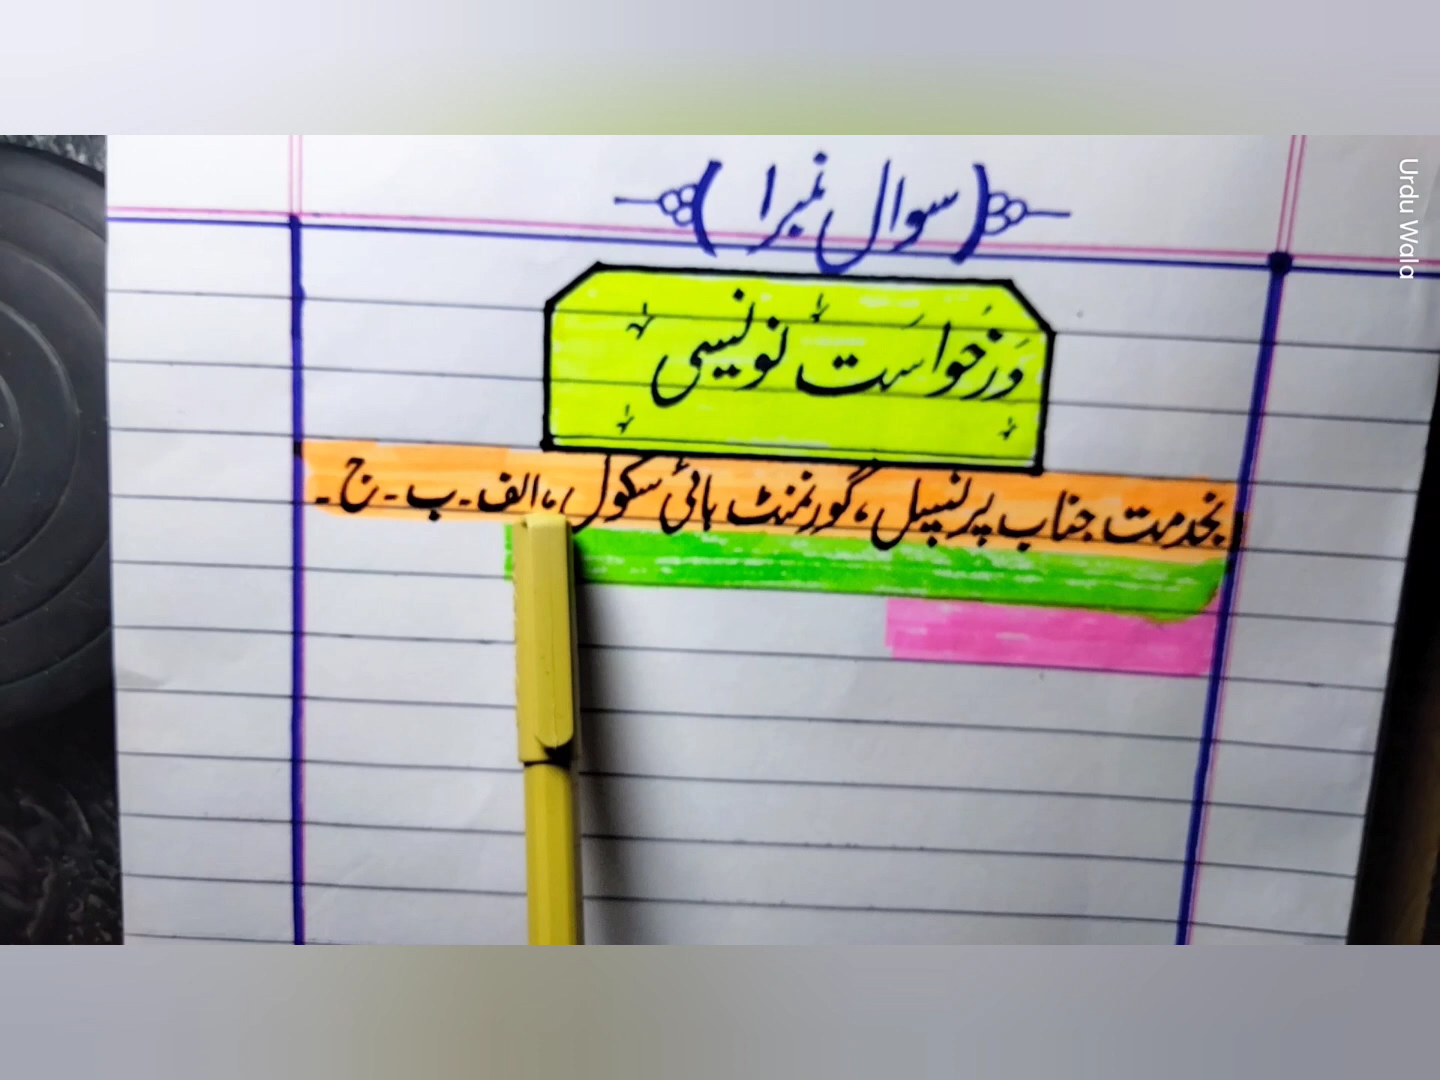 (سوال نمبر ۱)
درخواست نویسی
بخدمت جناب پرنسپل، گورنمنٹ ہائی سکول، الف۔ب۔ج۔
Urdu Wala